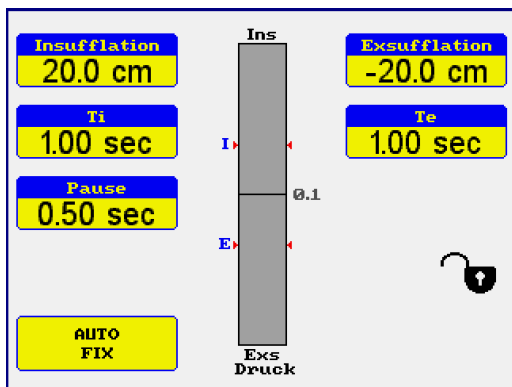 Insufflation
20.0 cm
Ti
1.00 sec
Pause
0.50 sec
AUTO
FIX
Ins
I
0.1
E
Exs
Druck
Exsufflation
-20.0 cm
Te
1.00 sec